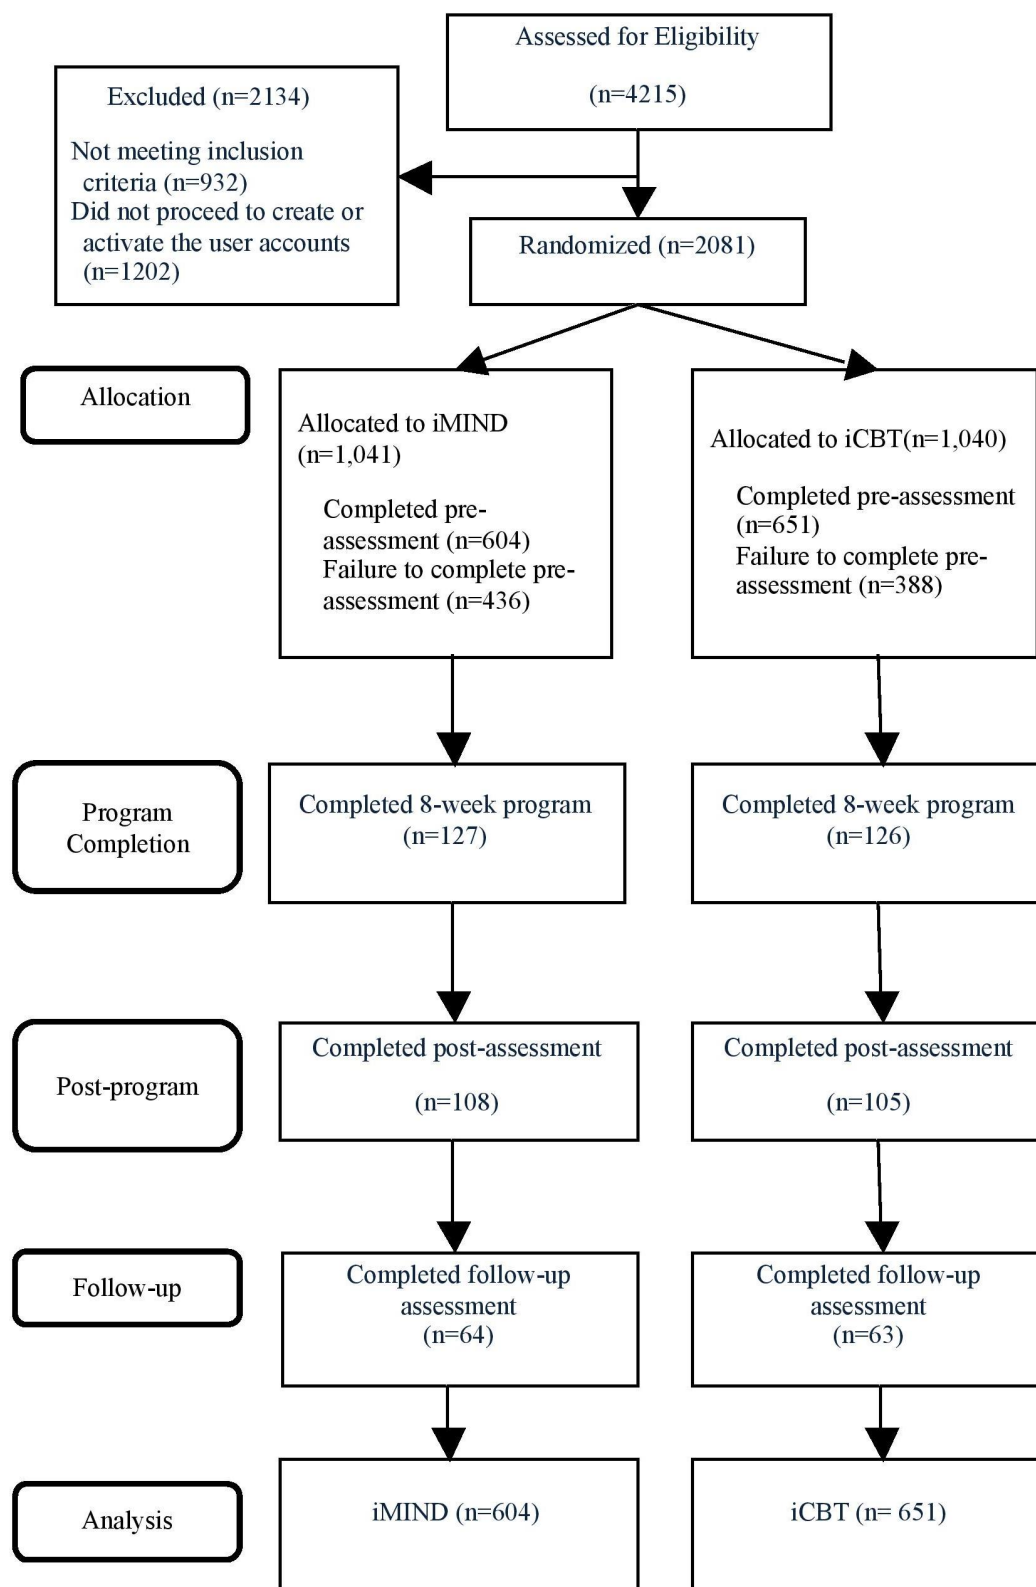 Assessed for Eligibility
(n=4215)
Excluded (n=2134)
Not meeting inclusion
criteria (n=932)
Did not proceed to create or
activate the user accounts
(n=1202)
Randomized (n=2081)
Allocation
Allocated to iMIND
(n=1,041)
Completed pre-
assessment (n=604)
Failure to complete pre-
assessment (n=436)
Allocated to iCBT(n=1,040)
Completed pre-assessment
(n=651)
Failure to complete pre-
assessment (n=388)
Program
Completion
Completed 8-week program
(n=127)
Completed 8-week program
(n=126)
Post-program
Completed post-assessment
(n=108)
Completed post-assessment
(n=105)
Follow-up
Completed follow-up
assessment
(n=64)
Completed follow-up
assessment
(n=63)
Analysis
iMIND (n=604)
iCBT (n= 651)